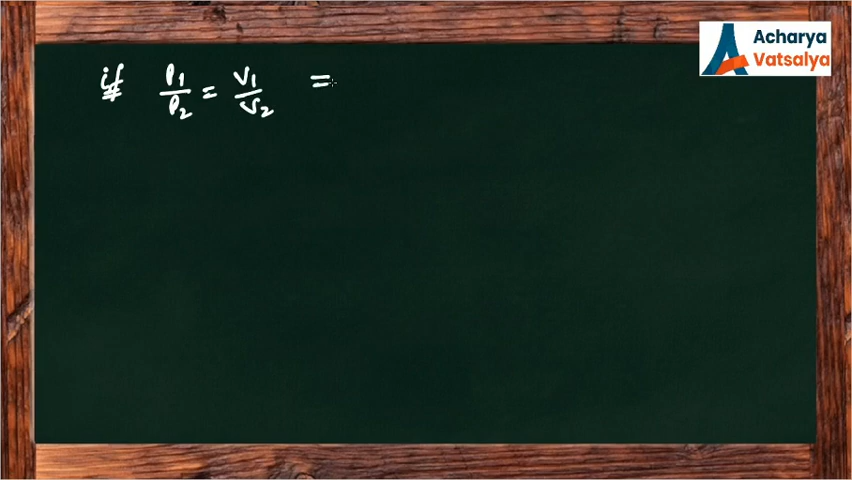 Acharya
Vatsalya
if P1/P2 = V1/V2 =